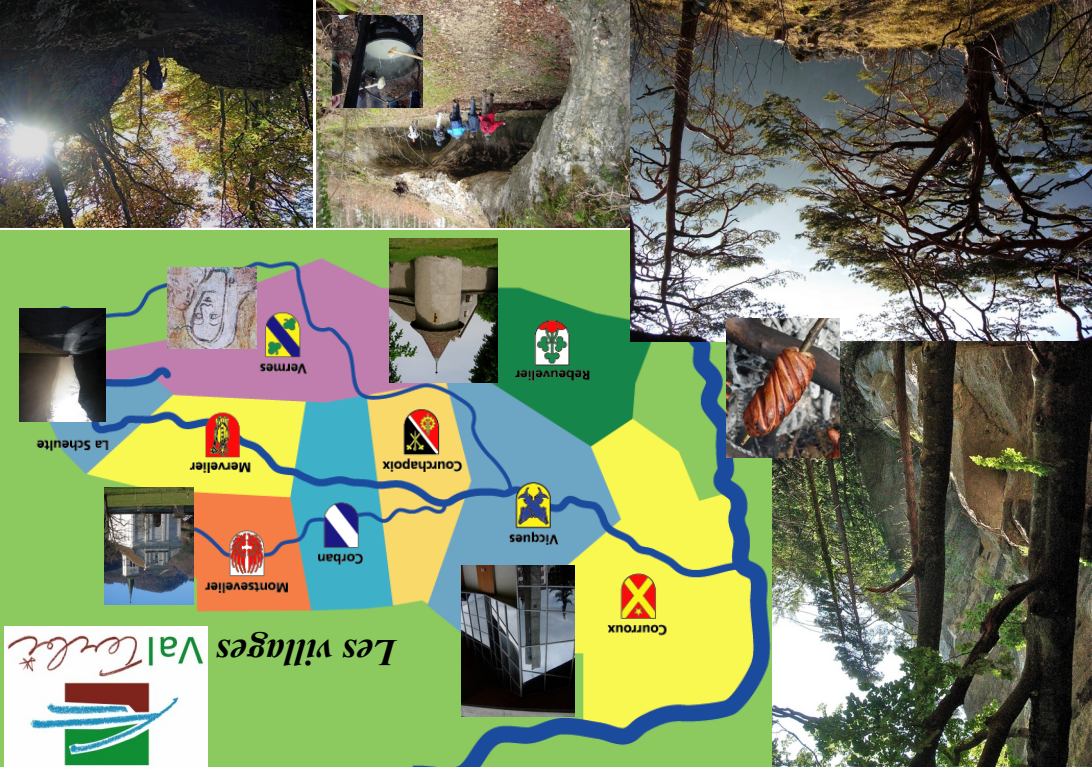 Val Terbi*
Les villages
Courroux
Montsevelier
Corban
Vicques
Mervelier
Courchapoix
La Scheulte
Vermes
Rebeuvelier